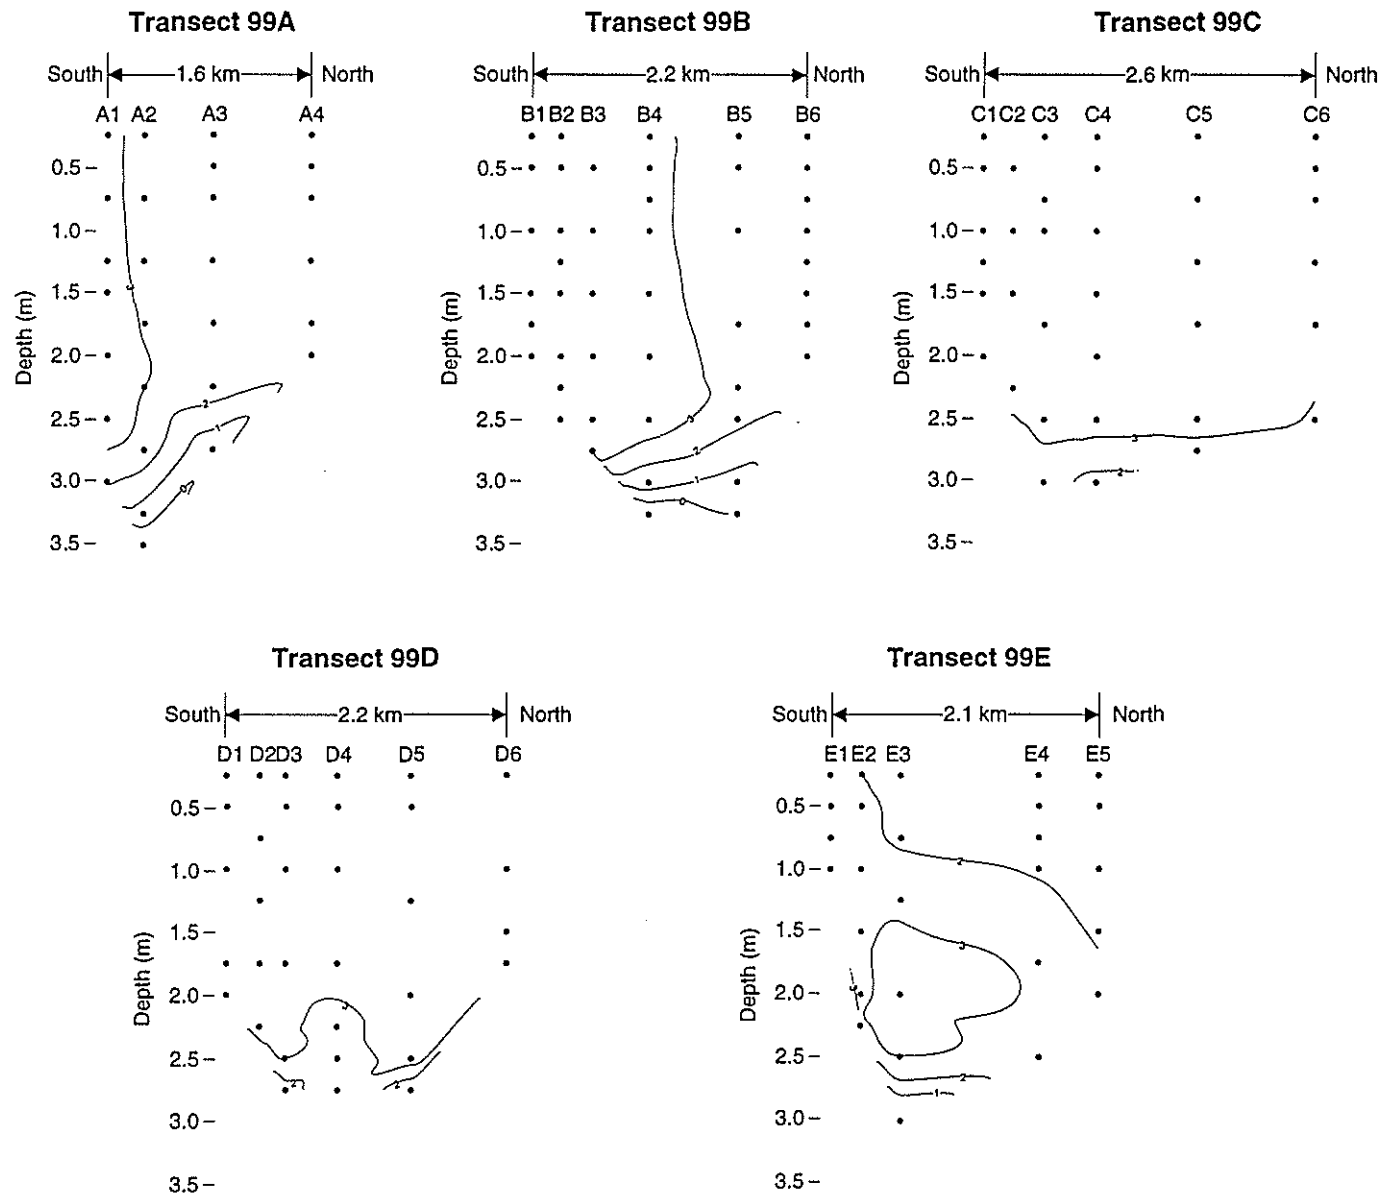 Transect 99A
South 1.6 km North
A1 A2 A3 A4
0.5
1.0
1.5
2.0
2.5
3.0
3.5
Depth (m)
3
2
1
0
Transect 99B
South 2.2 km North
B1 B2 B3 B4 B5 B6
0.5
1.0
1.5
2.0
2.5
3.0
3.5
Depth (m)
3
2
1
0
Transect 99C
South 2.6 km North
C1 C2 C3 C4 C5 C6
0.5
1.0
1.5
2.0
2.5
3.0
3.5
Depth (m)
3
2
Transect 99D
South 2.2 km North
D1 D2 D3 D4 D5 D6
0.5
1.0
1.5
2.0
2.5
3.0
3.5
Depth (m)
3
2
2
Transect 99E
South 2.1 km North
E1 E2 E3 E4 E5
0.5
1.0
1.5
2.0
2.5
3.0
3.5
Depth (m)
2
3
3
2
1